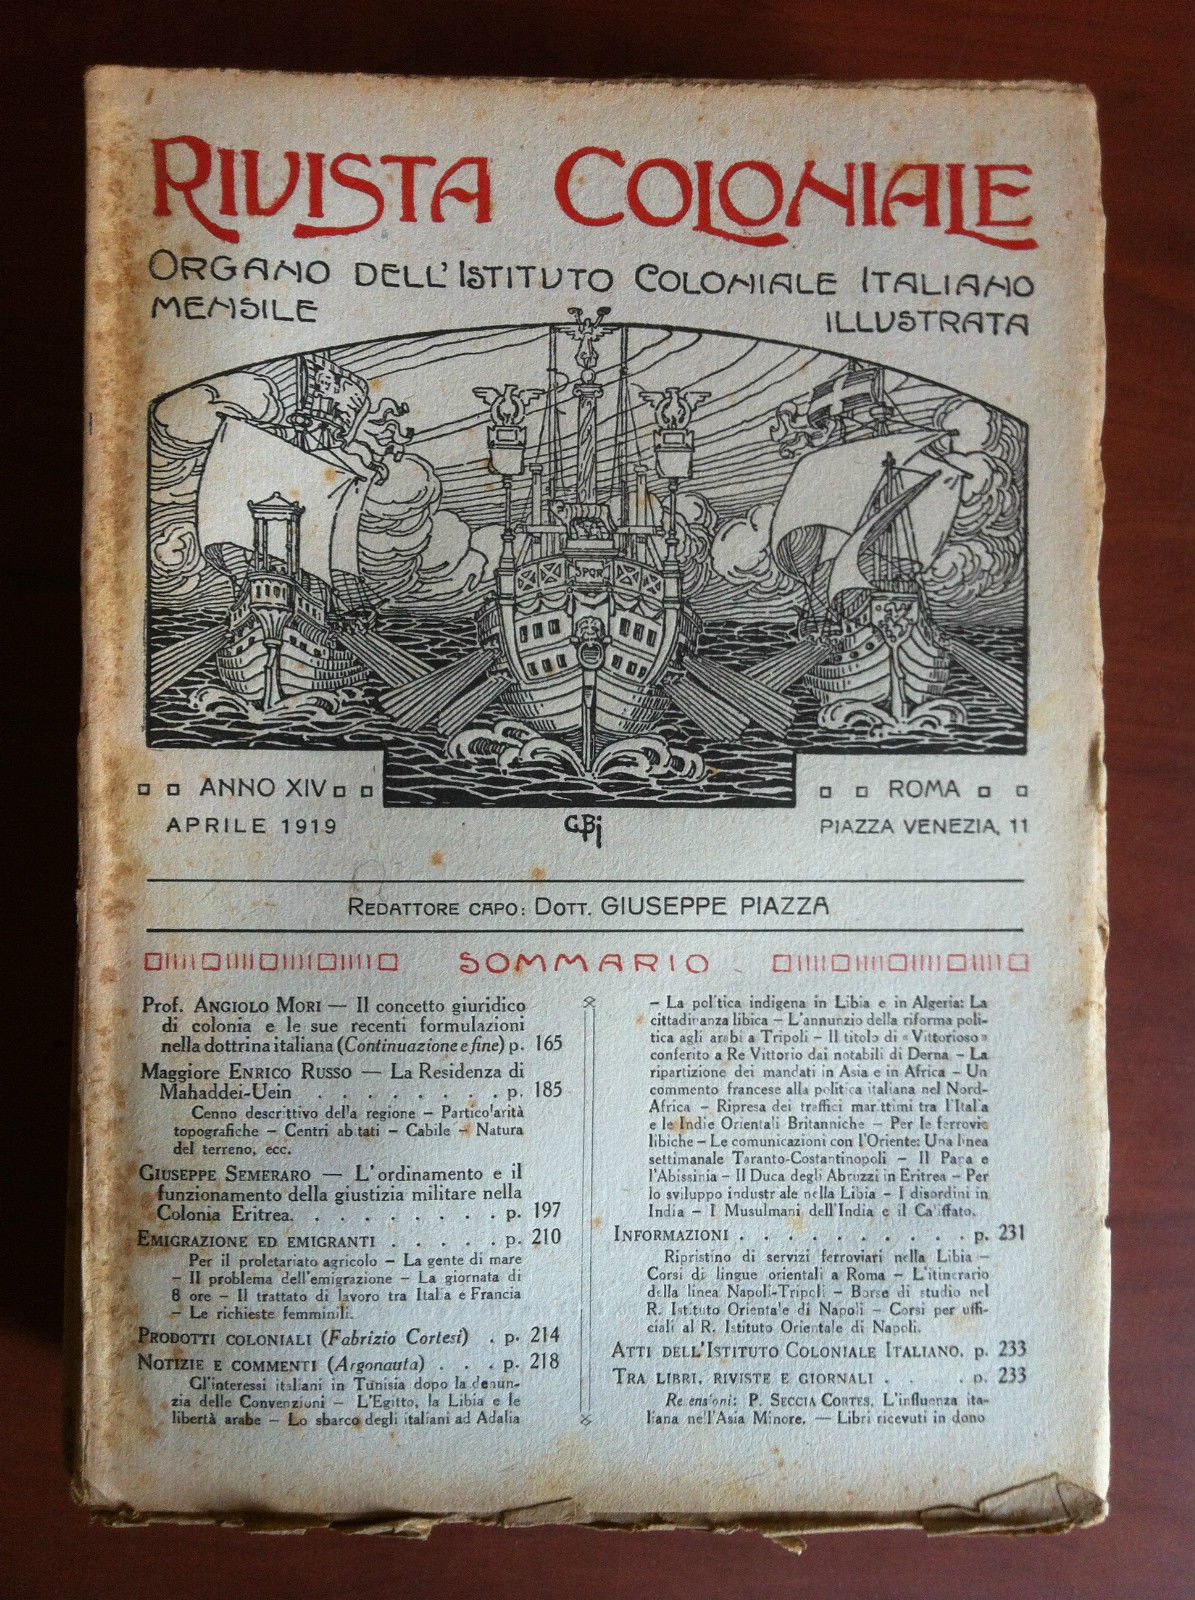 RIVISTA COLONIALE
ORGANO DELL'ISTITUTO COLONIALE ITALIANO
MENSILE ILLUSTRATA
SPQR
ANNO XIV
APRILE 1919
GBi
ROMA
PIAZZA VENEZIA, 11
REDATTORE CAPO: DOTT. GIUSEPPE PIAZZA
SOMMARIO
Prof. ANGIOLO MORI — Il concetto giuridico
di colonia e le sue recenti formulazioni
nella dottrina italiana (Continuazione e fine) p. 165
Maggiore ENRICO RUSSO — La Residenza di
Mahaddei-Uein . . . . . . . . p. 185
Cenno descrittivo della regione — Particolarità
topografiche — Centri abitati — Cabile — Natura
del terreno, ecc.
GIUSEPPE SEMERARO — L'ordinamento e il
funzionamento della giustizia militare nella
Colonia Eritrea. . . . . . . . . p. 197
EMIGRAZIONE ED EMIGRANTI . . . . . p. 210
Per il proletariato agricolo — La gente di mare
— Il problema dell'emigrazione — La giornata di
8 ore — Il trattato di lavoro tra Italia e Francia
— Le richieste femminili.
PRODOTTI COLONIALI (Fabrizio Cortesi) . p. 214
NOTIZIE E COMMENTI (Argonauta) . . . p. 218
Gl'interessi italiani in Tunisia dopo la denun-
zia delle Convenzioni — L'Egitto, la Libia e le
libertà arabe — Lo sbarco degli italiani ad Adalia
— La politica indigena in Libia e in Algeria: La
cittadinanza libica — L'annunzio della riforma poli-
tica agli arabi a Tripoli — Il titolo di « Vittorioso »
conferito a Re Vittorio dai notabili di Derna — La
ripartizione dei mandati in Asia e in Africa — Un
commento francese alla politica italiana nel Nord-
Africa — Ripresa dei traffici marittimi tra l'Italia
e le Indie Orientali Britanniche — Per le ferrovie
libiche — Le comunicazioni con l'Oriente: Una linea
settimanale Taranto-Costantinopoli — Il Papa e
l'Abissinia — Il Duca degli Abruzzi in Eritrea — Per
lo sviluppo industriale nella Libia — I disordini in
India — I Musulmani dell'India e il Califfato.
INFORMAZIONI . . . . . . . . . . p. 231
Ripristino di servizi ferroviari nella Libia —
Corsi di lingue orientali a Roma — L'itinerario
della linea Napoli-Tripoli — Borse di studio nel
R. Istituto Orientale di Napoli — Corsi per uffi-
ciali al R. Istituto Orientale di Napoli.
ATTI DELL'ISTITUTO COLONIALE ITALIANO. p. 233
TRA LIBRI, RIVISTE E GIORNALI . . . . p. 233
Recensioni: P. SECCIA CORTES. L'influenza ita-
liana nell'Asia Minore. — Libri ricevuti in dono